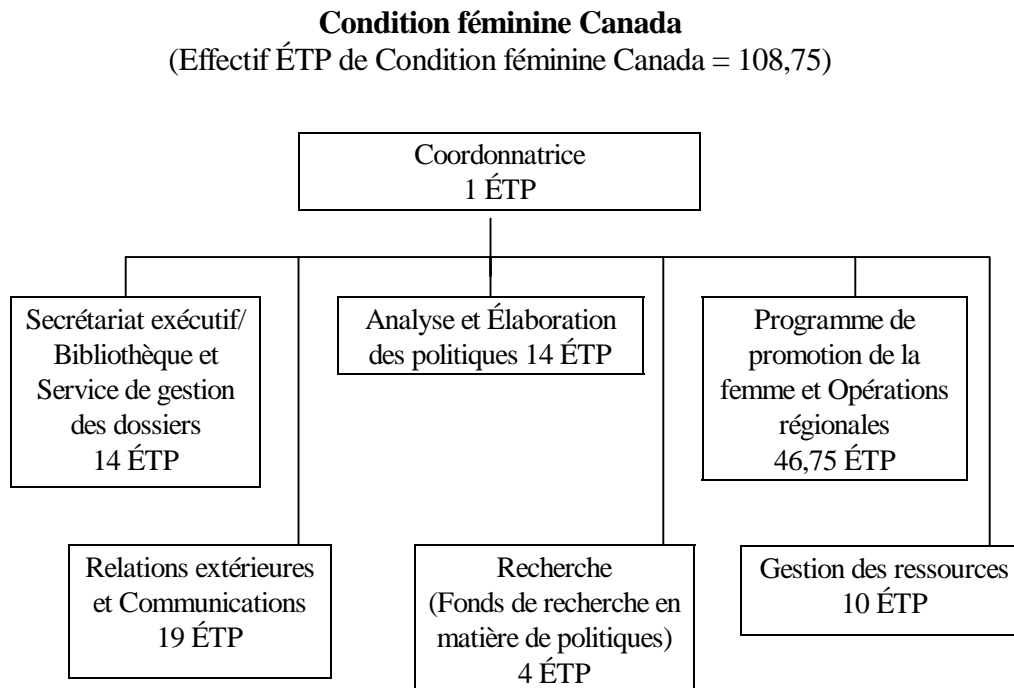 Condition féminine Canada
(Effectif ÉTP de Condition féminine Canada = 108,75)
Coordonnatrice
1 ÉTP
Secrétariat exécutif/
Bibliothèque et
Service de gestion
des dossiers
14 ÉTP
Analyse et Élaboration
des politiques 14 ÉTP
Programme de
promotion de la
femme et Opérations
régionales
46,75 ÉTP
Relations extérieures
et Communications
19 ÉTP
Recherche
(Fonds de recherche en
matière de politiques)
4 ÉTP
Gestion des ressources
10 ÉTP